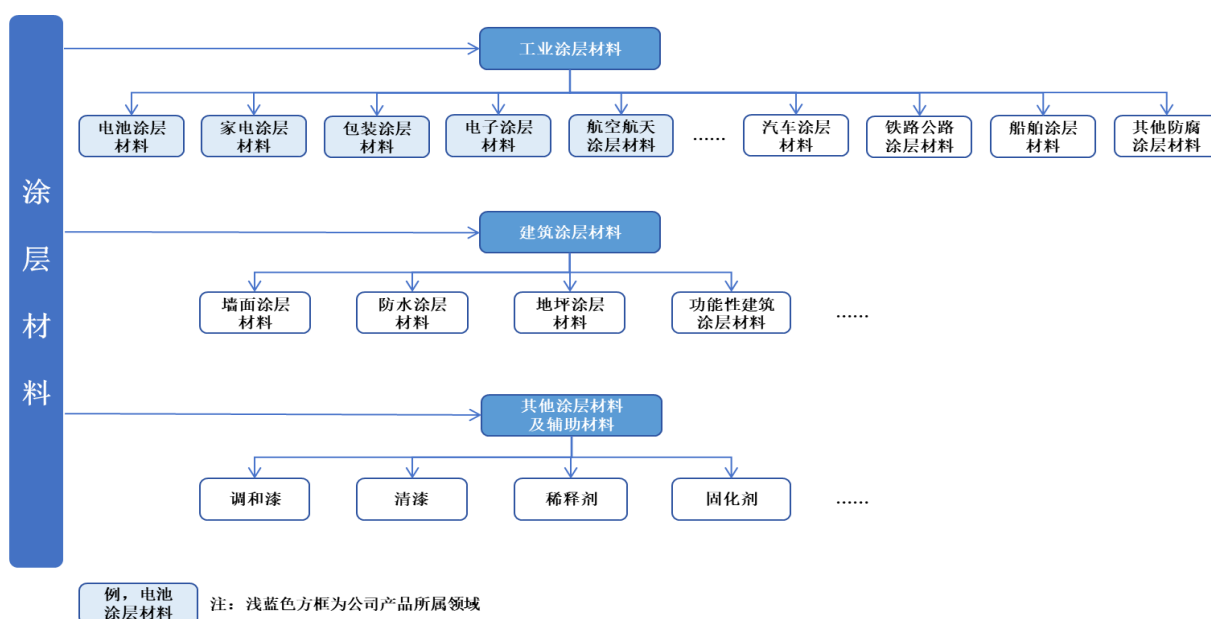 涂层材料
工业涂层材料
电池涂层
材料
家电涂层
材料
包装涂层
材料
电子涂层
材料
航空航天
涂层材料
......
汽车涂层
材料
铁路公路
涂层材料
船舶涂层
材料
其他防腐
涂层材料
建筑涂层材料
墙面涂层
材料
防水涂层
材料
地坪涂层
材料
功能性建筑
涂层材料
......
其他涂层材料
及辅助材料
调和漆
清漆
稀释剂
固化剂
......
例，电池
涂层材料
注：浅蓝色方框为公司产品所属领域